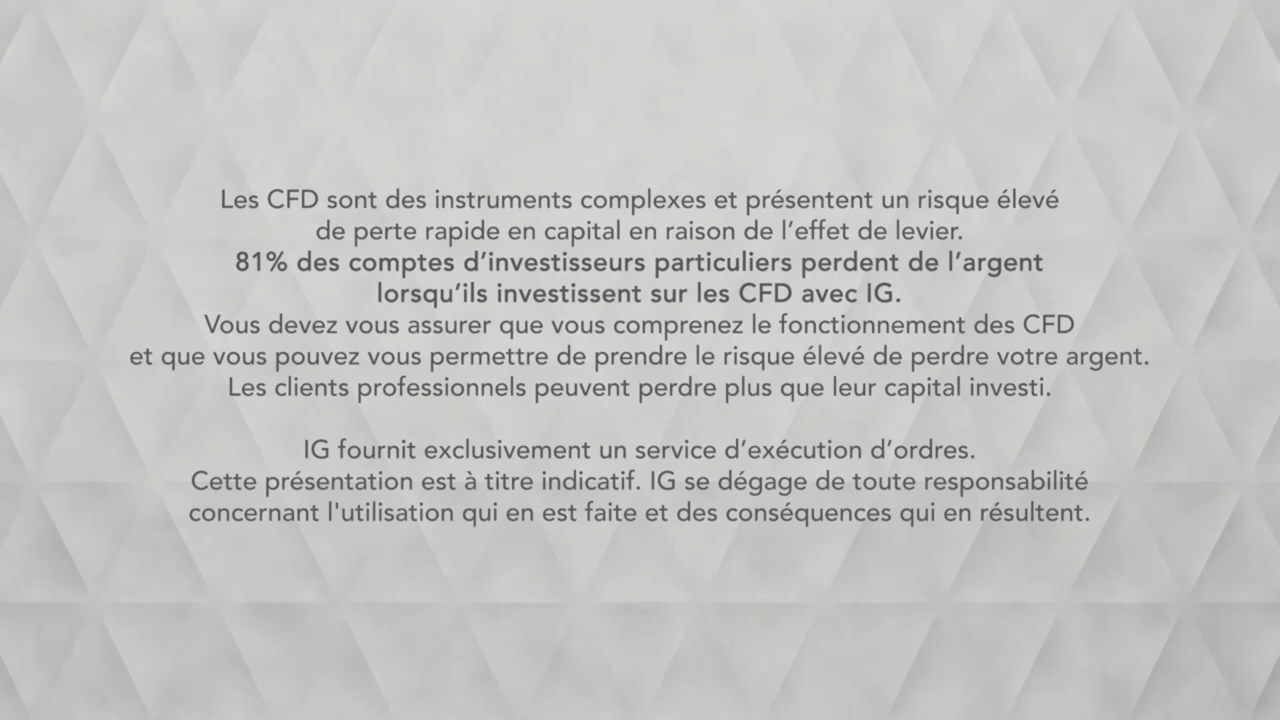 Les CFD sont des instruments complexes et présentent un risque élevé
de perte rapide en capital en raison de l’effet de levier.
81% des comptes d’investisseurs particuliers perdent de l’argent
lorsqu’ils investissent sur les CFD avec IG.
Vous devez vous assurer que vous comprenez le fonctionnement des CFD
et que vous pouvez vous permettre de prendre le risque élevé de perdre votre argent.
Les clients professionnels peuvent perdre plus que leur capital investi.
IG fournit exclusivement un service d’exécution d’ordres.
Cette présentation est à titre indicatif. IG se dégage de toute responsabilité
concernant l'utilisation qui en est faite et des conséquences qui en résultent.